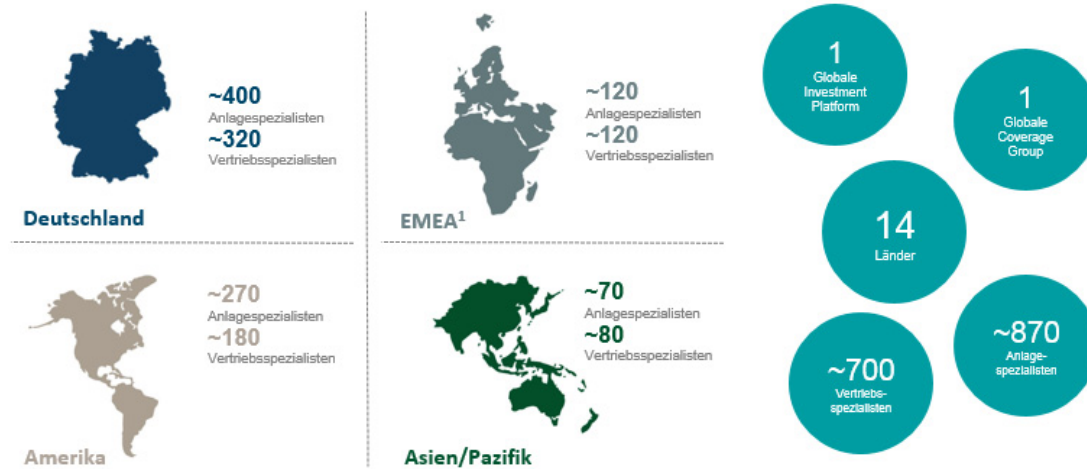 ~400
Anlagespezialisten
~320
Vertriebsspezialisten
Deutschland
~120
Anlagespezialisten
~120
Vertriebsspezialisten
EMEA¹
~270
Anlagespezialisten
~180
Vertriebsspezialisten
Amerika
~70
Anlagespezialisten
~80
Vertriebsspezialisten
Asien/Pazifik
1
Globale
Investment
Platform
1
Globale
Coverage
Group
14
Länder
~870
Anlage-
spezialisten
~700
Vertriebs-
spezialisten